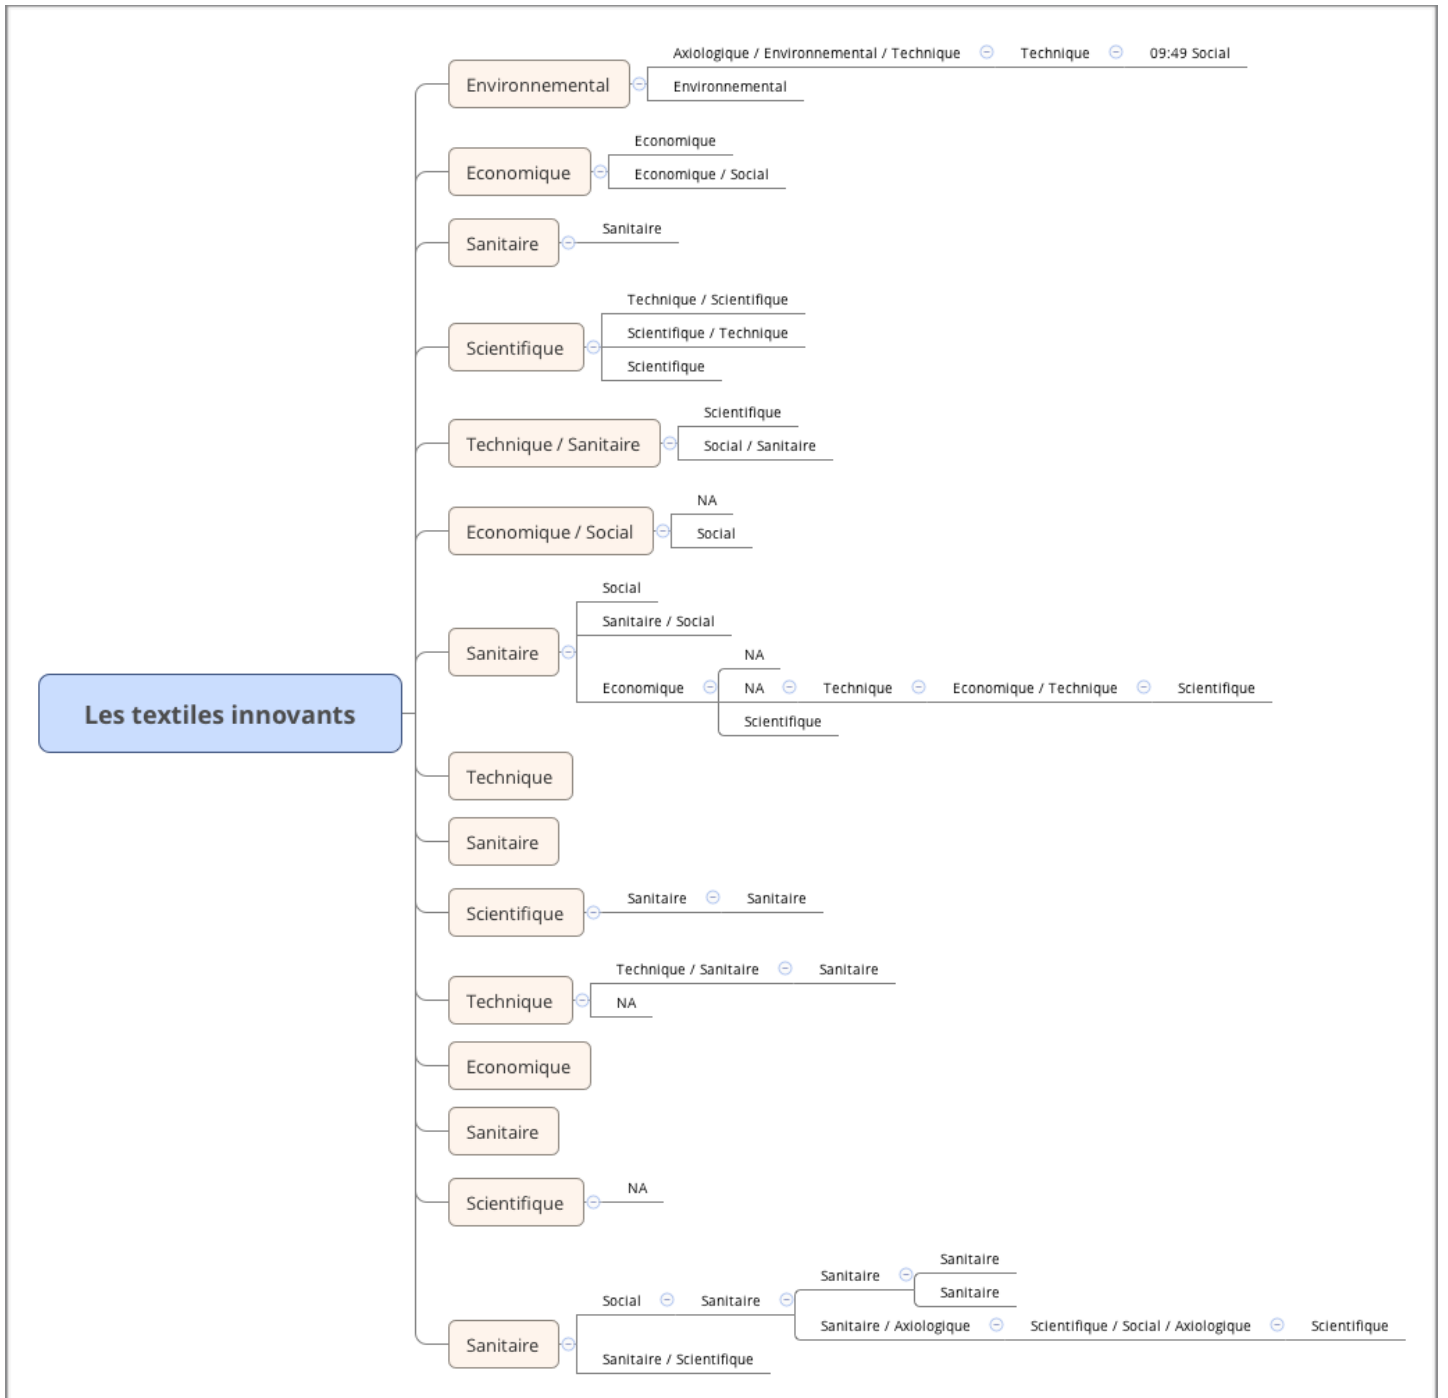 Axiologique / Environnemental / Technique Technique 09:49 Social
Environnemental
Environnemental
Economique
Economique
Economique / Social
Sanitaire
Sanitaire
Technique / Scientifique
Scientifique
Scientifique / Technique
Scientifique
Scientifique
Technique / Sanitaire
Social / Sanitaire
NA
Economique / Social
Social
Social
Sanitaire / Social
Sanitaire
NA
Economique NA Technique Economique / Technique Scientifique
Scientifique
Les textiles innovants
Technique
Sanitaire
Scientifique
Sanitaire Sanitaire
Technique / Sanitaire Sanitaire
Technique
NA
Economique
Sanitaire
Scientifique
NA
Sanitaire
Sanitaire
Sanitaire
Social Sanitaire
Sanitaire / Axiologique Scientifique / Social / Axiologique Scientifique
Sanitaire
Sanitaire / Scientifique